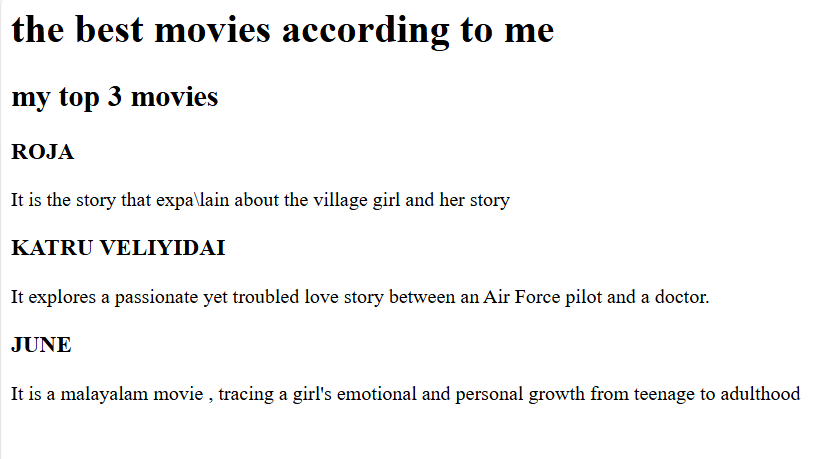 the best movies according to me
my top 3 movies
ROJA
It is the story that expa\lain about the village girl and her story
KATRU VELIYIDAI
It explores a passionate yet troubled love story between an Air Force pilot and a doctor.
JUNE
It is a malayalam movie , tracing a girl's emotional and personal growth from teenage to adulthood